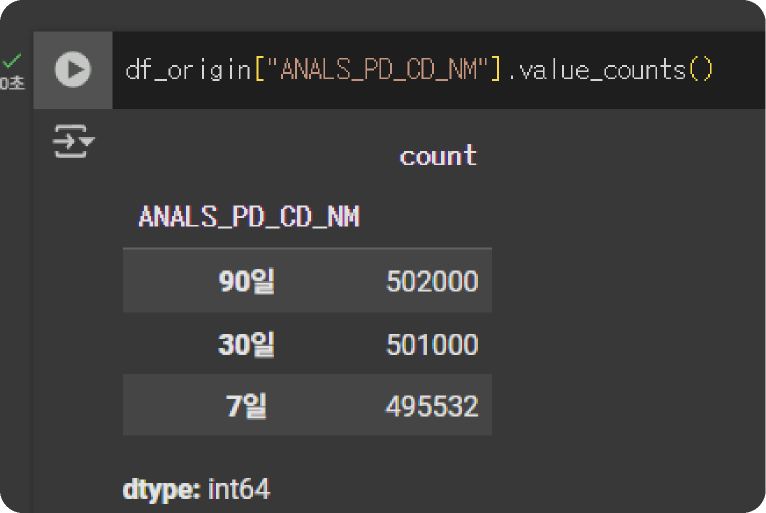 df_origin["ANALS_PD_CD_NM"].value_counts()
0초
count
ANALS_PD_CD_NM
90일 502000
30일 501000
7일 495532
dtype: int64